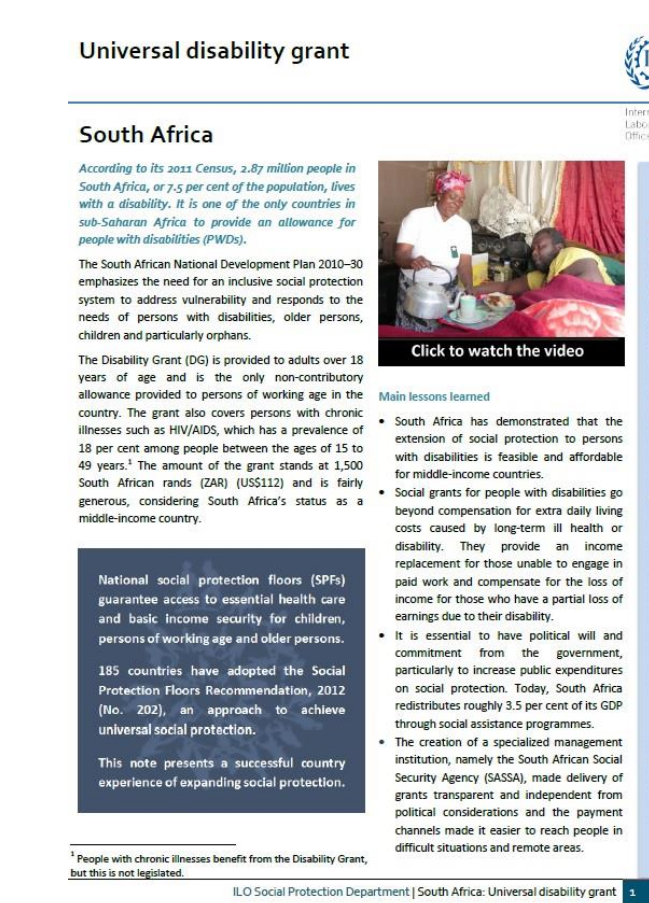 Universal disability grant
South Africa
According to its 2011 Census, 2.87 million people in
South Africa, or 7.5 per cent of the population, lives
with a disability. It is one of the only countries in
sub-Saharan Africa to provide an allowance for
people with disabilities (PWDs).
The South African National Development Plan 2010–30
emphasizes the need for an inclusive social protection
system to address vulnerability and responds to the
needs of persons with disabilities, older persons,
children and particularly orphans.
The Disability Grant (DG) is provided to adults over 18
years of age and is the only non-contributory
allowance provided to persons of working age in the
country. The grant also covers persons with chronic
illnesses such as HIV/AIDS, which has a prevalence of
18 per cent among people between the ages of 15 to
49 years.¹ The amount of the grant stands at 1,500
South African rands (ZAR) (US$112) and is fairly
generous, considering South Africa's status as a
middle-income country.
National social protection floors (SPFs)
guarantee access to essential health care
and basic income security for children,
persons of working age and older persons.
185 countries have adopted the Social
Protection Floors Recommendation, 2012
(No. 202), an approach to achieve
universal social protection.
This note presents a successful country
experience of expanding social protection.
¹ People with chronic illnesses benefit from the Disability Grant,
but this is not legislated.
Click to watch the video
Main lessons learned
• South Africa has demonstrated that the
extension of social protection to persons
with disabilities is feasible and affordable
for middle-income countries.
• Social grants for people with disabilities go
beyond compensation for extra daily living
costs caused by long-term ill health or
disability. They provide an income
replacement for those unable to engage in
paid work and compensate for the loss of
income for those who have a partial loss of
earnings due to their disability.
• It is essential to have political will and
commitment from the government,
particularly to increase public expenditures
on social protection. Today, South Africa
redistributes roughly 3.5 per cent of its GDP
through social assistance programmes.
• The creation of a specialized management
institution, namely the South African Social
Security Agency (SASSA), made delivery of
grants transparent and independent from
political considerations and the payment
channels made it easier to reach people in
difficult situations and remote areas.
ILO Social Protection Department | South Africa: Universal disability grant 1